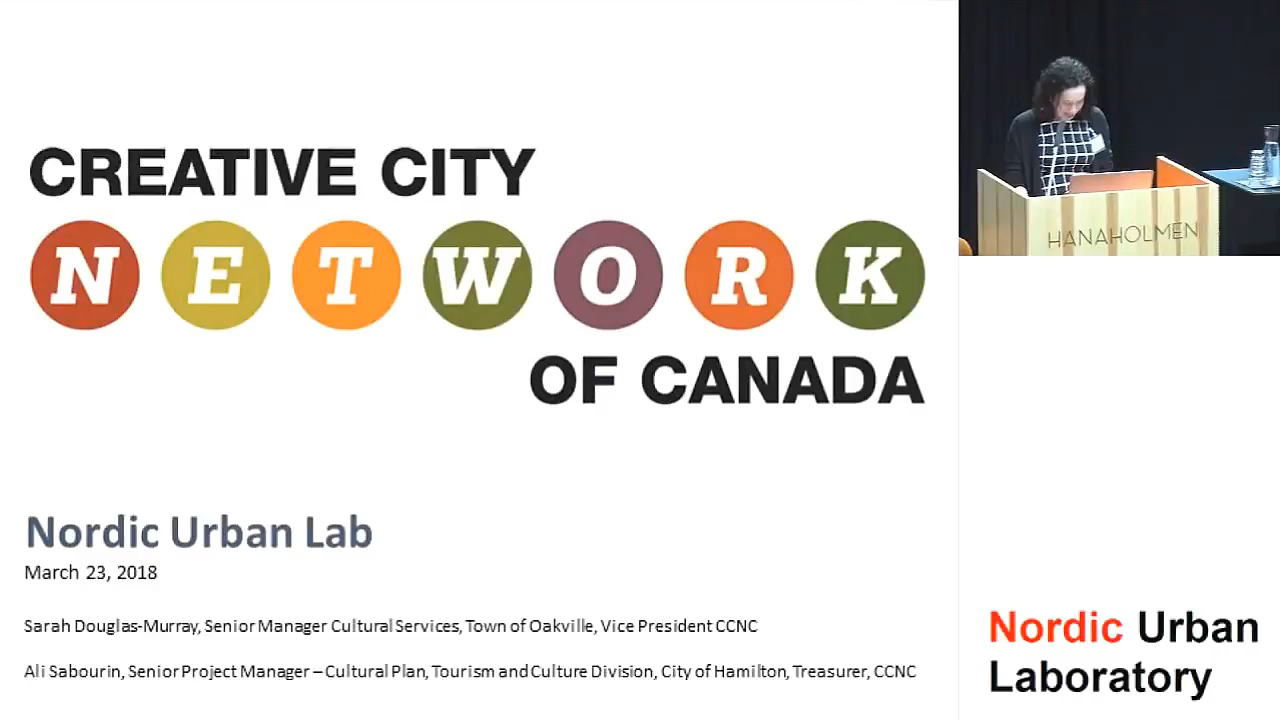 CREATIVE CITY
NETWORK
OF CANADA
Nordic Urban Lab
March 23, 2018
Sarah Douglas-Murray, Senior Manager Cultural Services, Town of Oakville, Vice President CCNC
Ali Sabourin, Senior Project Manager – Cultural Plan, Tourism and Culture Division, City of Hamilton, Treasurer, CCNC
HANAHOLMEN
Nordic Urban
Laboratory